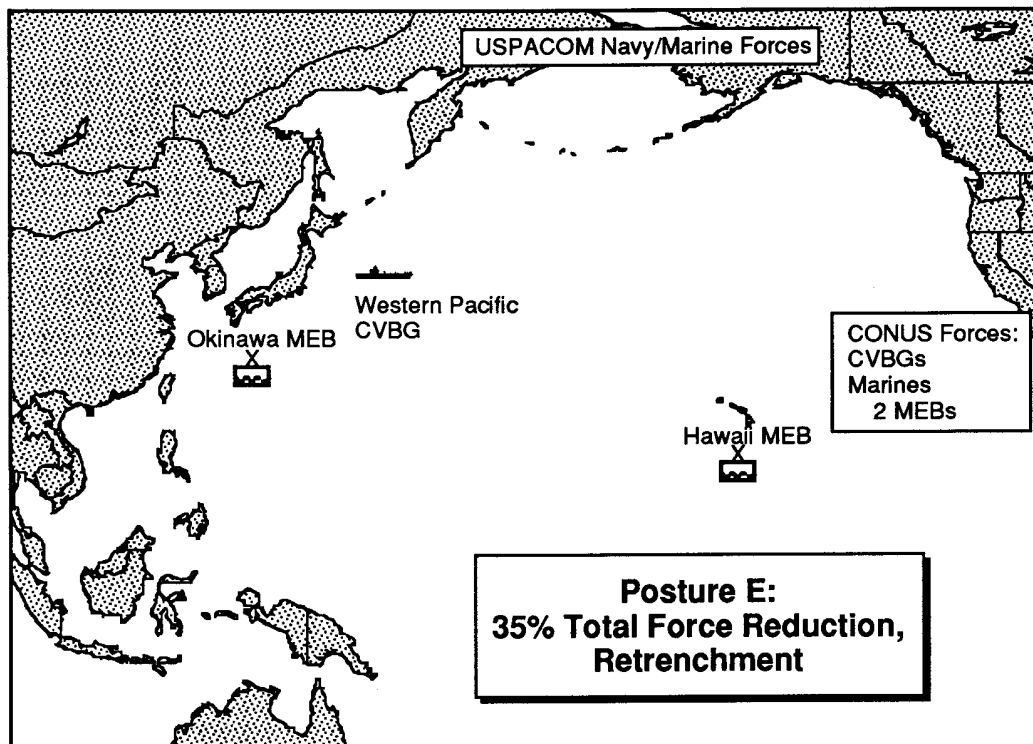 USPACOM Navy/Marine Forces
Western Pacific
CVBG
Okinawa MEB
CONUS Forces:
CVBGs
Marines
2 MEBs
Hawaii MEB
Posture E:
35% Total Force Reduction,
Retrenchment